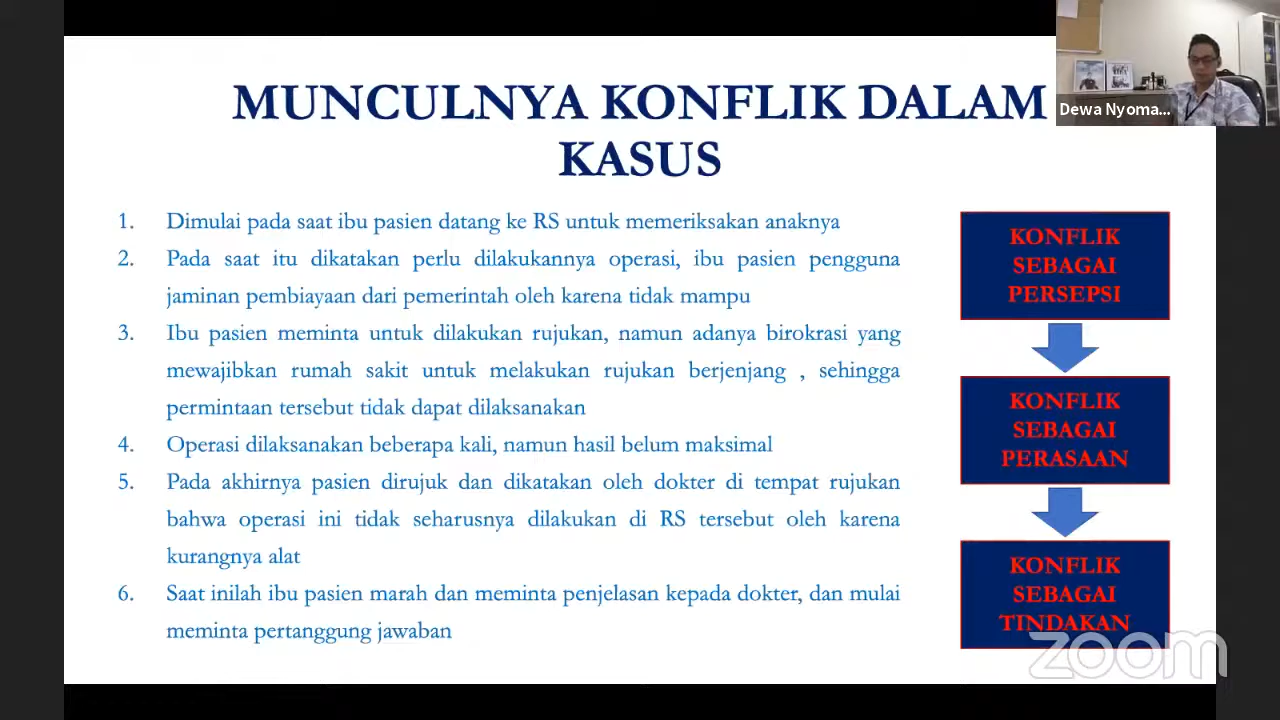 MUNCULNYA KONFLIK DALAM
KASUS
Dewa Nyoma...
1. Dimulai pada saat ibu pasien datang ke RS untuk memeriksakan anaknya
2. Pada saat itu dikatakan perlu dilakukannya operasi, ibu pasien pengguna
jaminan pembiayaan dari pemerintah oleh karena tidak mampu
3. Ibu pasien meminta untuk dilakukan rujukan, namun adanya birokrasi yang
mewajibkan rumah sakit untuk melakukan rujukan berjenjang , sehingga
permintaan tersebut tidak dapat dilaksanakan
4. Operasi dilaksanakan beberapa kali, namun hasil belum maksimal
5. Pada akhirnya pasien dirujuk dan dikatakan oleh dokter di tempat rujukan
bahwa operasi ini tidak seharusnya dilakukan di RS tersebut oleh karena
kurangnya alat
6. Saat inilah ibu pasien marah dan meminta penjelasan kepada dokter, dan mulai
meminta pertanggung jawaban
KONFLIK
SEBAGAI
PERSEPSI
KONFLIK
SEBAGAI
PERASAAN
KONFLIK
SEBAGAI
TINDAKAN
zoom